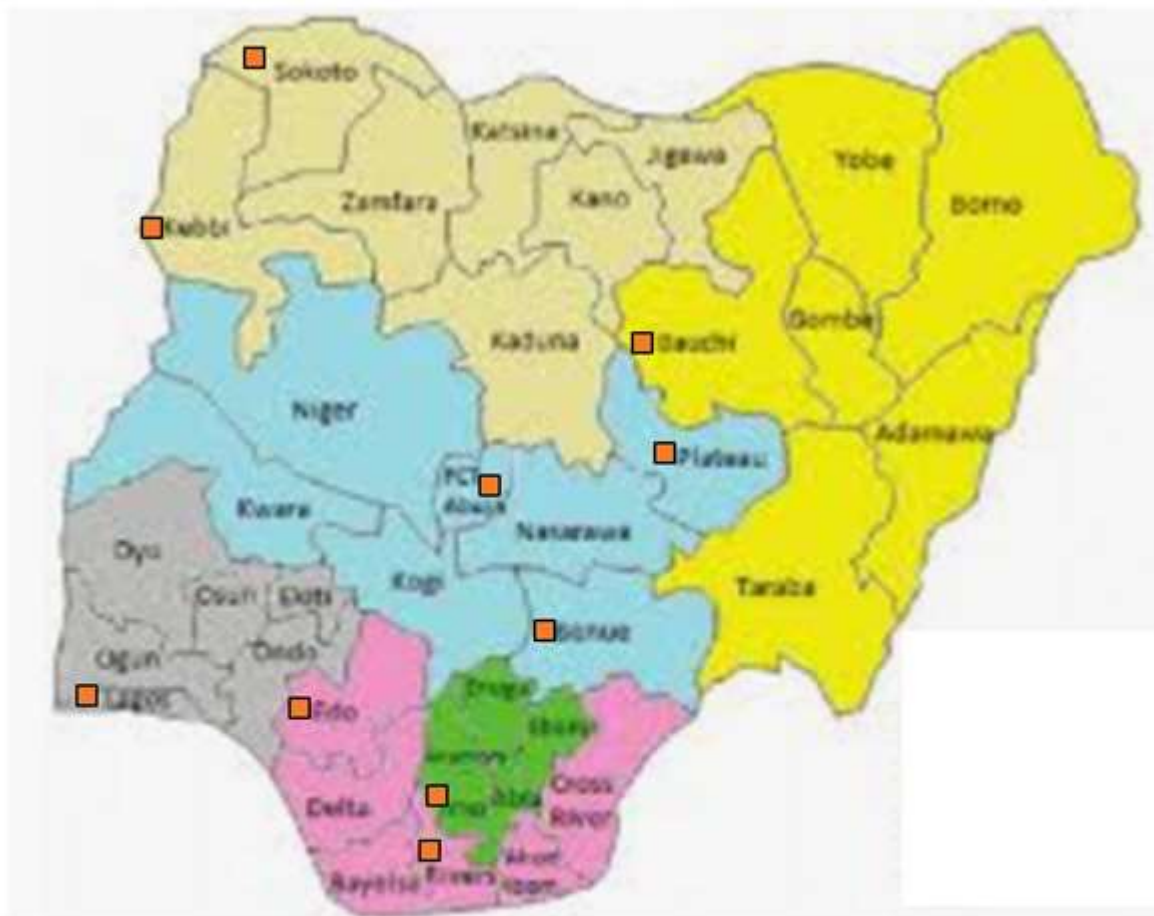 Sokoto
Katsina
Jigawa
Yobe
Borno
Kano
Zamfara
Kebbi
Gombe
Bauchi
Kaduna
Niger
Adamawa
Plateau
FCT
Abuja
Kwara
Nasarawa
Oyo
Kogi
Taraba
Osun
Ekiti
Benue
Ogun
Ondo
Enugu
Lagos
Edo
Ebonyi
Imo
Abia
Cross
River
Delta
Akwa
Ibom
Bayelsa
Rivers